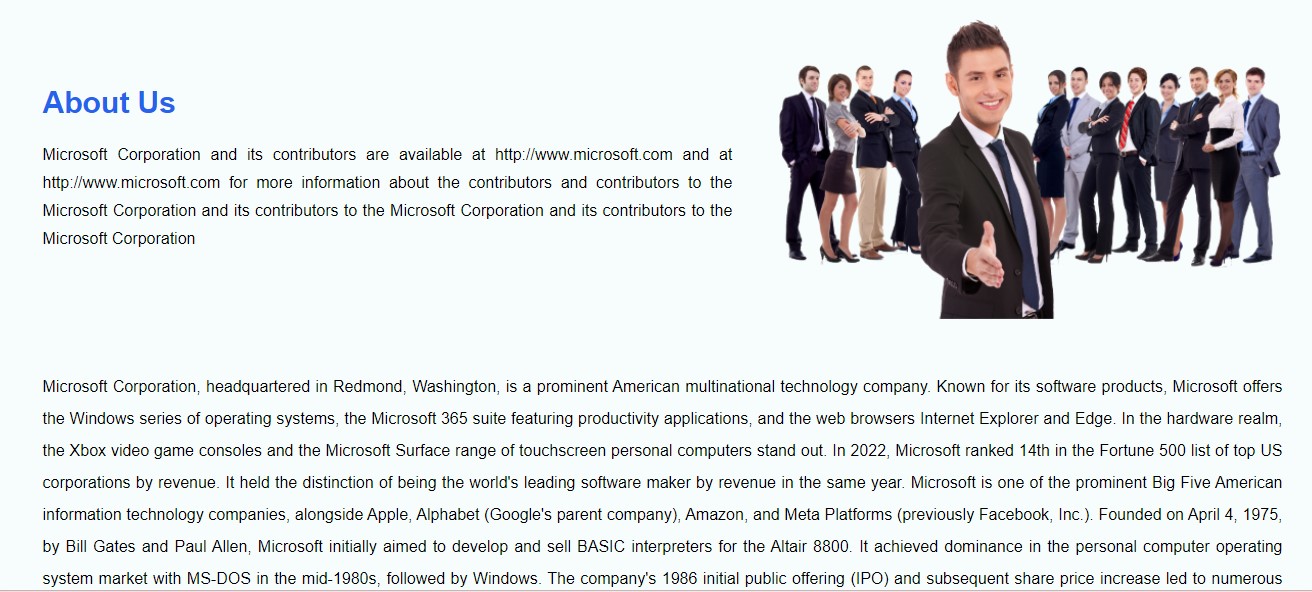 About Us
Microsoft Corporation and its contributors are available at http://www.microsoft.com and at
http://www.microsoft.com for more information about the contributors and contributors to the
Microsoft Corporation and its contributors to the Microsoft Corporation and its contributors to the
Microsoft Corporation
Microsoft Corporation, headquartered in Redmond, Washington, is a prominent American multinational technology company. Known for its software products, Microsoft offers
the Windows series of operating systems, the Microsoft 365 suite featuring productivity applications, and the web browsers Internet Explorer and Edge. In the hardware realm,
the Xbox video game consoles and the Microsoft Surface range of touchscreen personal computers stand out. In 2022, Microsoft ranked 14th in the Fortune 500 list of top US
corporations by revenue. It held the distinction of being the world's leading software maker by revenue in the same year. Microsoft is one of the prominent Big Five American
information technology companies, alongside Apple, Alphabet (Google's parent company), Amazon, and Meta Platforms (previously Facebook, Inc.). Founded on April 4, 1975,
by Bill Gates and Paul Allen, Microsoft initially aimed to develop and sell BASIC interpreters for the Altair 8800. It achieved dominance in the personal computer operating
system market with MS-DOS in the mid-1980s, followed by Windows. The company's 1986 initial public offering (IPO) and subsequent share price increase led to numerous